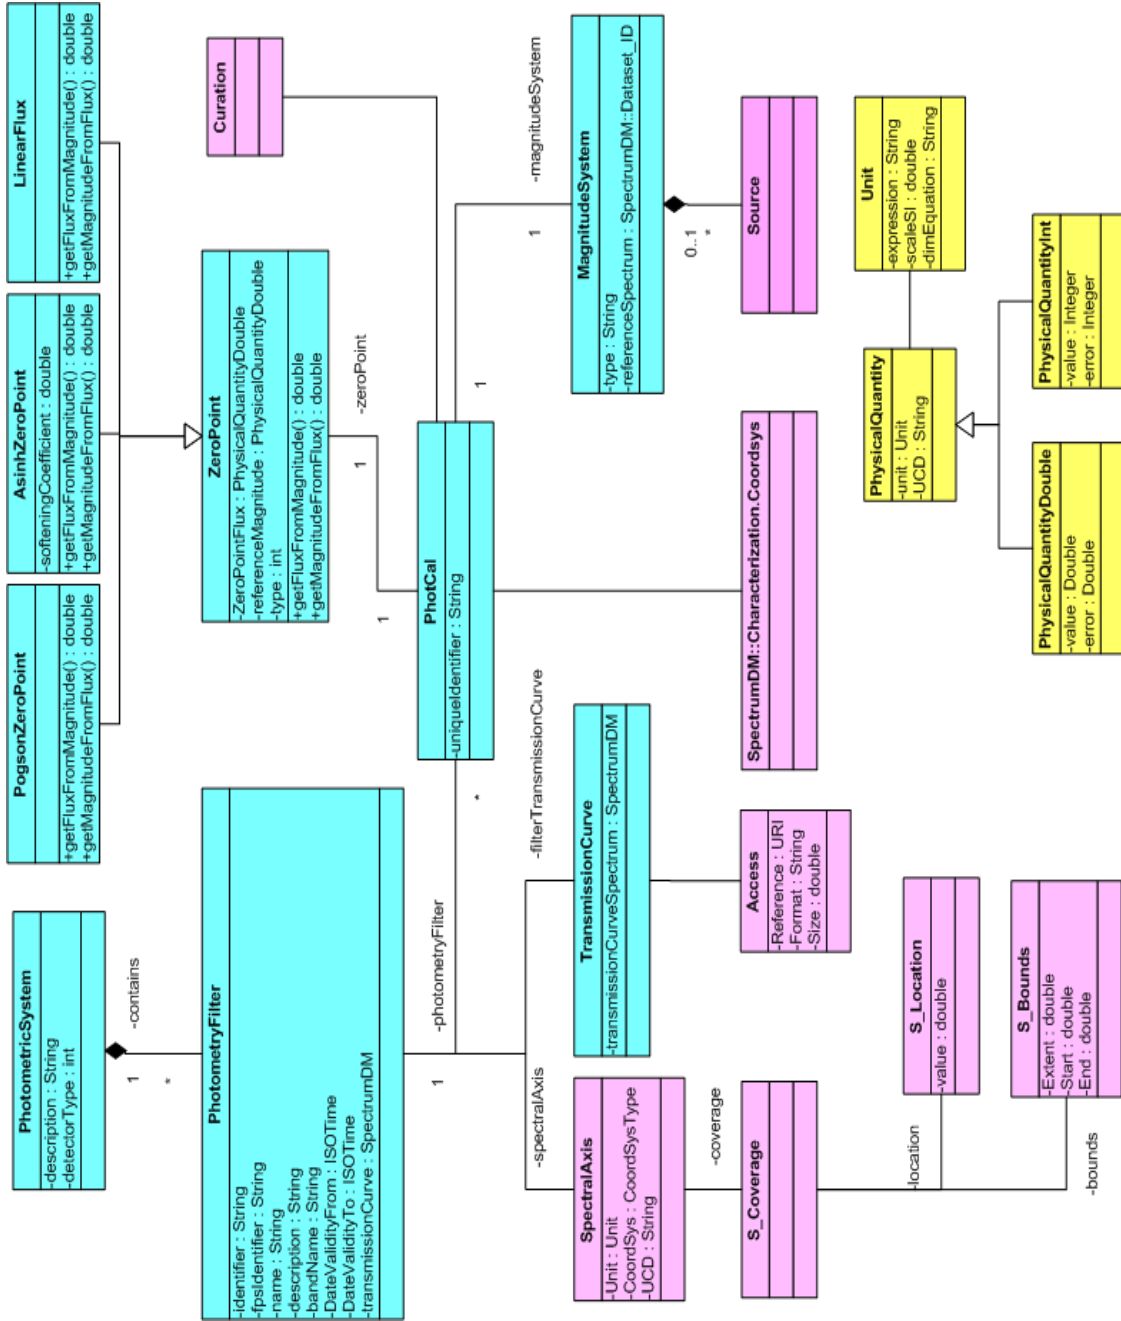 PhotometricSystem
-description : String
-detectorType : int
-contains
1
*
PhotometryFilter
-identifier : String
-fpsIdentifier : String
-name : String
-description : String
-bandName : String
-DateValidityFrom : ISOTime
-DateValidityTo : ISOTime
-transmissionCurve : SpectrumDM
1
-photometryFilter
*
-spectralAxis
-filterTransmissionCurve
SpectralAxis
-Unit : Unit
-CoordSys : CoordSysType
-UCD : String
-coverage
S_Coverage
-location
-bounds
S_Location
-value : double
S_Bounds
-Extent : double
-Start : double
-End : double
TransmissionCurve
-transmissionCurveSpectrum : SpectrumDM
Access
-Reference : URI
-Format : String
-Size : double
PogsonZeroPoint
+getFluxFromMagnitude() : double
+getMagnitudeFromFlux() : double
AsinhZeroPoint
-softeningCoefficient : double
+getFluxFromMagnitude() : double
+getMagnitudeFromFlux() : double
LinearFlux
+getFluxFromMagnitude() : double
+getMagnitudeFromFlux() : double
ZeroPoint
-ZeroPointFlux : PhysicalQuantityDouble
-referenceMagnitude : PhysicalQuantityDouble
-type : int
+getFluxFromMagnitude() : double
+getMagnitudeFromFlux() : double
1
-zeroPoint
1
PhotCal
-uniqueIdentifier : String
Curation
1
-magnitudeSystem
1
MagnitudeSystem
-type : String
-referenceSpectrum : SpectrumDM::Dataset_ID
0..1
*
Source
SpectrumDM::Characterization.Coordsys
PhysicalQuantity
-unit : Unit
-UCD : String
Unit
-expression : String
-scaleSI : double
-dimEquation : String
PhysicalQuantityDouble
-value : Double
-error : Double
PhysicalQuantityInt
-value : Integer
-error : Integer